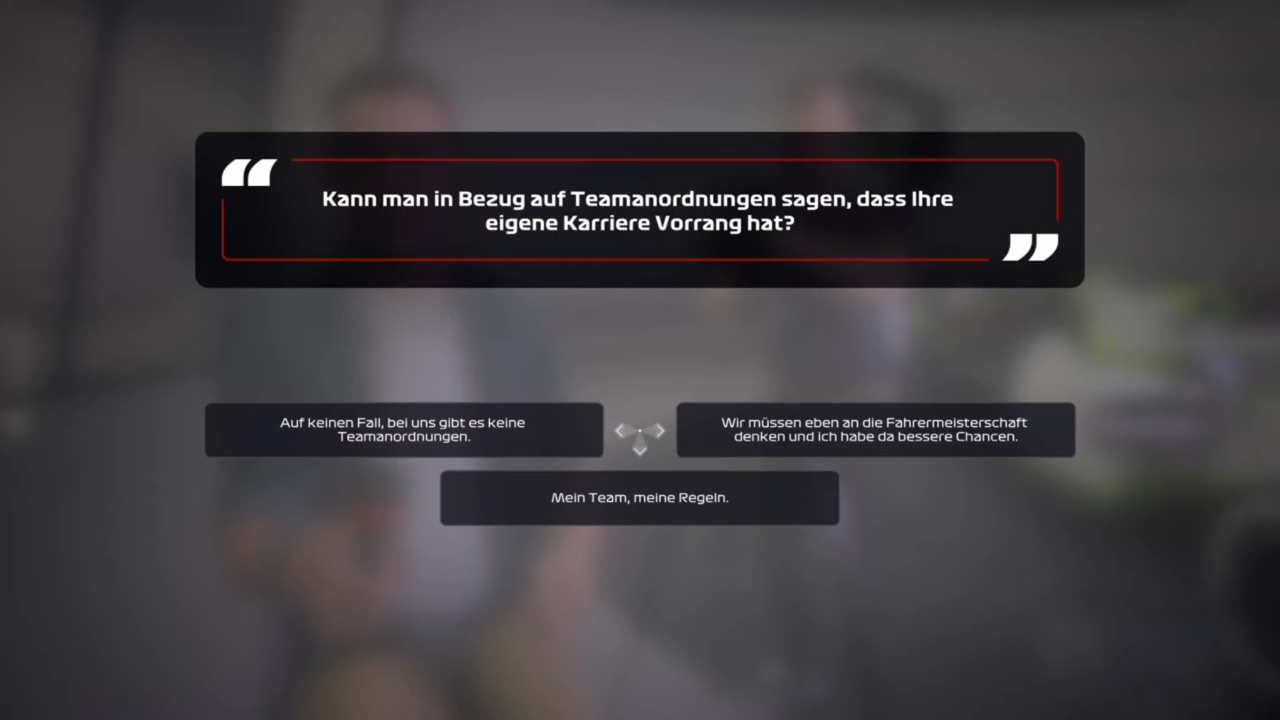 Kann man in Bezug auf Teamanordnungen sagen, dass Ihre
eigene Karriere Vorrang hat?
Auf keinen Fall, bei uns gibt es keine
Teamanordnungen.
Wir müssen eben an die Fahrermeisterschaft
denken und ich habe da bessere Chancen.
Mein Team, meine Regeln.